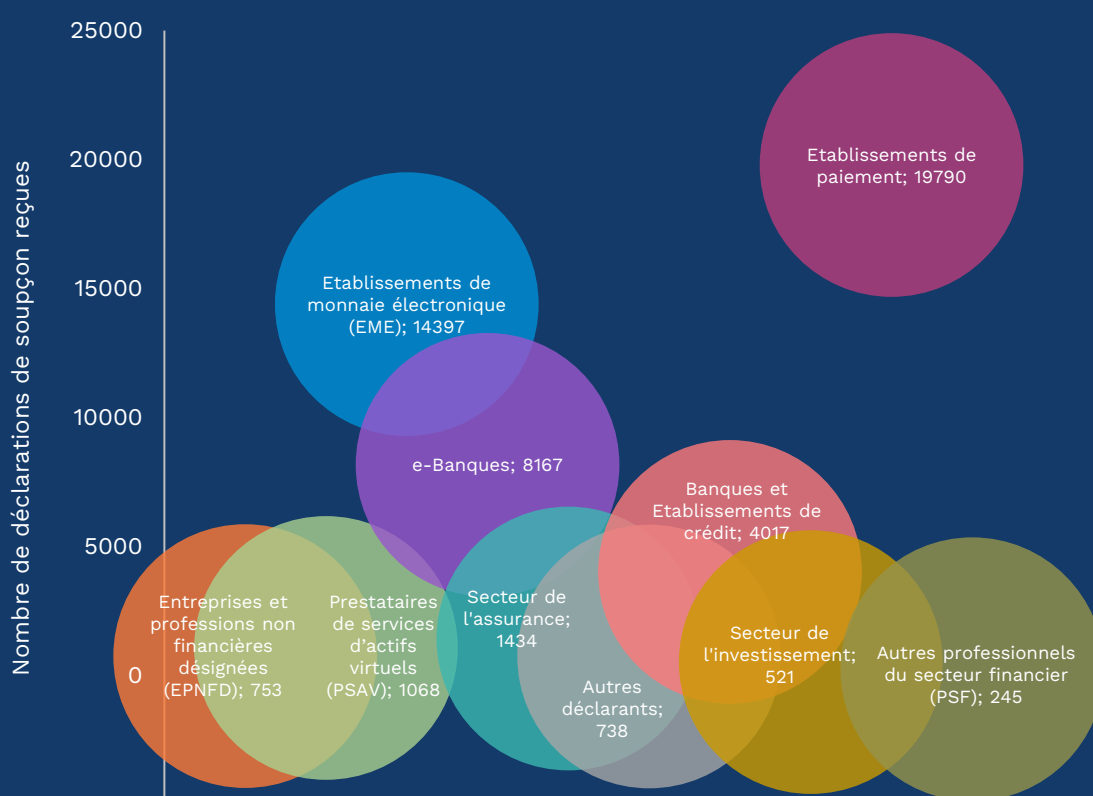 Nombre de déclarations de soupçon reçues
25000
20000
15000
10000
5000
0
Etablissements de
paiement; 19790
Etablissements de
monnaie électronique
(EME); 14397
e-Banques; 8167
Banques et
Etablissements de
crédit; 4017
Entreprises et
professions non
financières
désignées
(EPNFD); 753
Prestataires
de services
d'actifs
virtuels
(PSAV); 1068
Secteur de
l'assurance;
1434
Autres
déclarants;
738
Secteur de
l'investissement;
521
Autres professionnels
du secteur financier
(PSF); 245